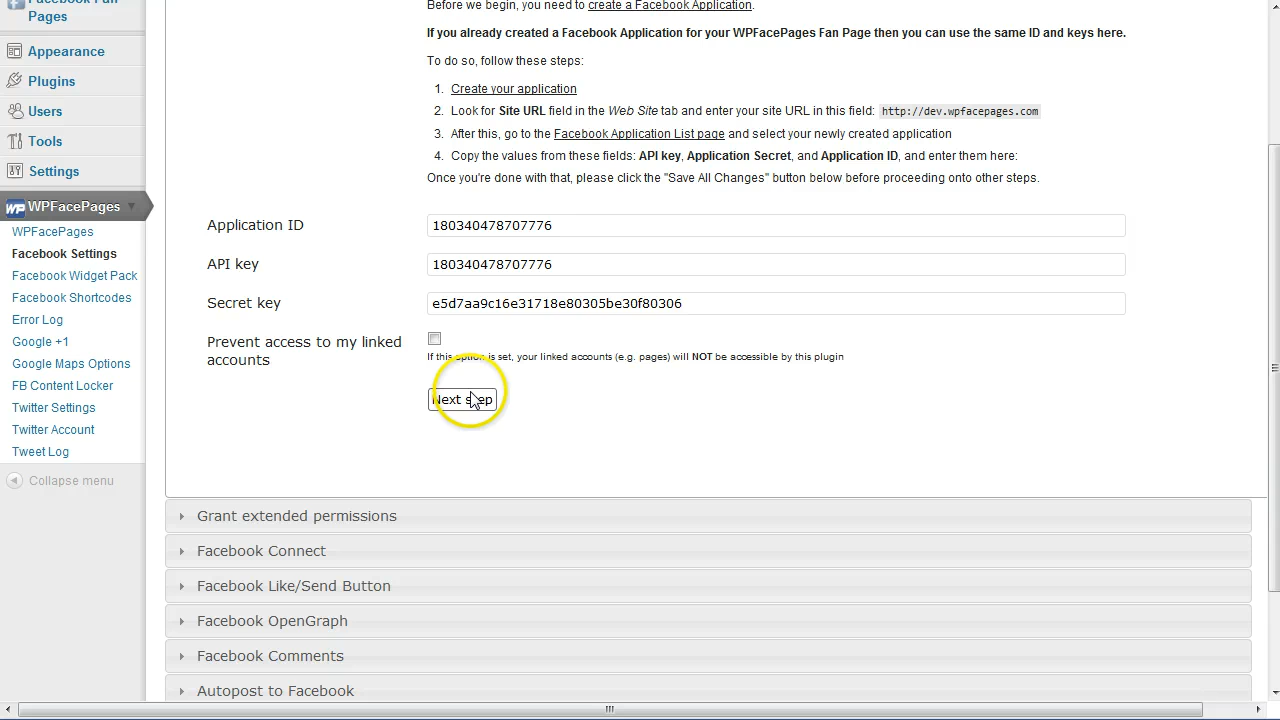 Facebook Fan
Pages
Appearance
Plugins
Users
Tools
Settings
WPFacePages
WPFacePages
Facebook Settings
Facebook Widget Pack
Facebook Shortcodes
Error Log
Google +1
Google Maps Options
FB Content Locker
Twitter Settings
Twitter Account
Tweet Log
Collapse menu
Before we begin, you need to create a Facebook Application.
If you already created a Facebook Application for your WPFacePages Fan Page then you can use the same ID and keys here.
To do so, follow these steps:
1. Create your application
2. Look for Site URL field in the Web Site tab and enter your site URL in this field: http://dev.wpfacepages.com
3. After this, go to the Facebook Application List page and select your newly created application
4. Copy the values from these fields: API key, Application Secret, and Application ID, and enter them here:
Once you're done with that, please click the "Save All Changes" button below before proceeding onto other steps.
Application ID 180340478707776
API key 180340478707776
Secret key e5d7aa9c16e31718e80305be30f80306
Prevent access to my linked
accounts
If this option is set, your linked accounts (e.g. pages) will NOT be accessible by this plugin
Next step
Grant extended permissions
Facebook Connect
Facebook Like/Send Button
Facebook OpenGraph
Facebook Comments
Autopost to Facebook